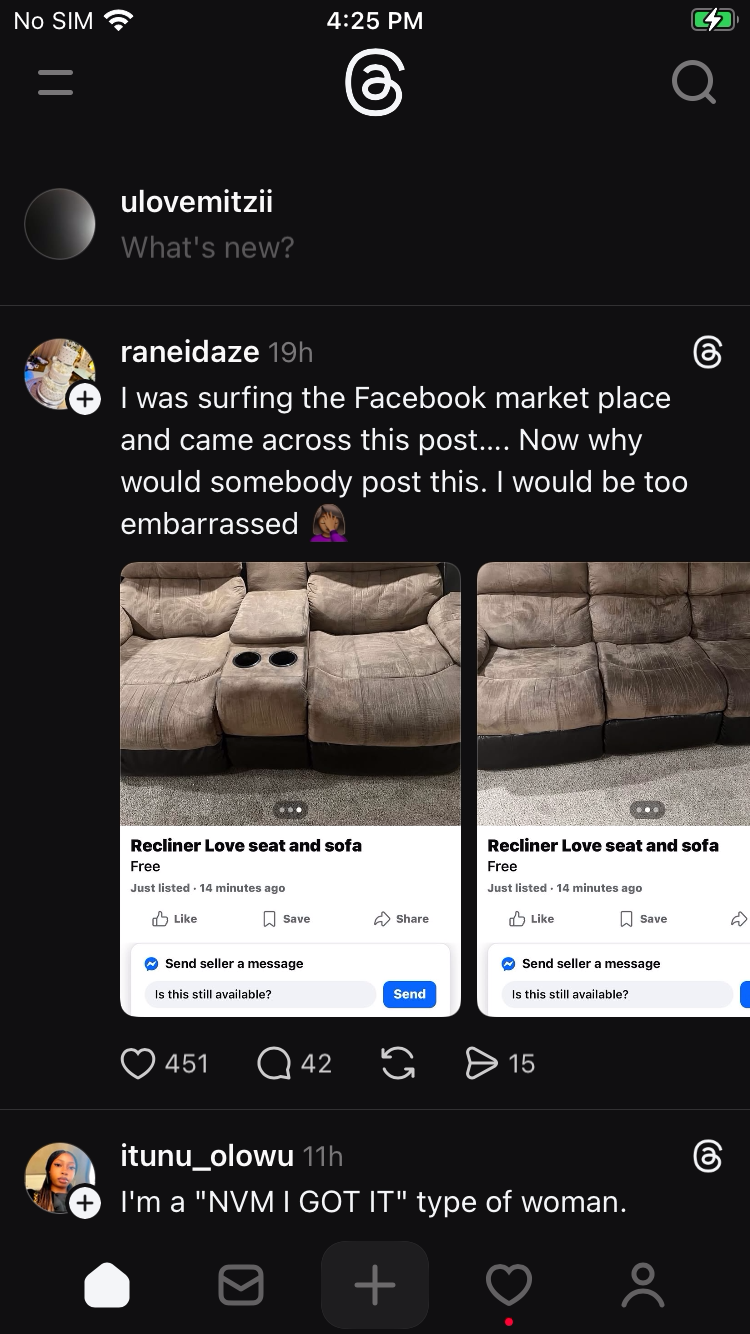 No SIM 4:25 PM
ulovemitzii
What's new?
raneidaze 19h
I was surfing the Facebook market place
and came across this post.... Now why
would somebody post this. I would be too
embarrassed 🤦🏾‍♀️
Recliner Love seat and sofa
Free
Just listed · 14 minutes ago
Like Save Share
Send seller a message
Is this still available? Send
Recliner Love seat and sofa
Free
Just listed · 14 minutes ago
Like Save
Send seller a message
Is this still available?
451 42 15
itunu_olowu 11h
I'm a "NVM I GOT IT" type of woman.